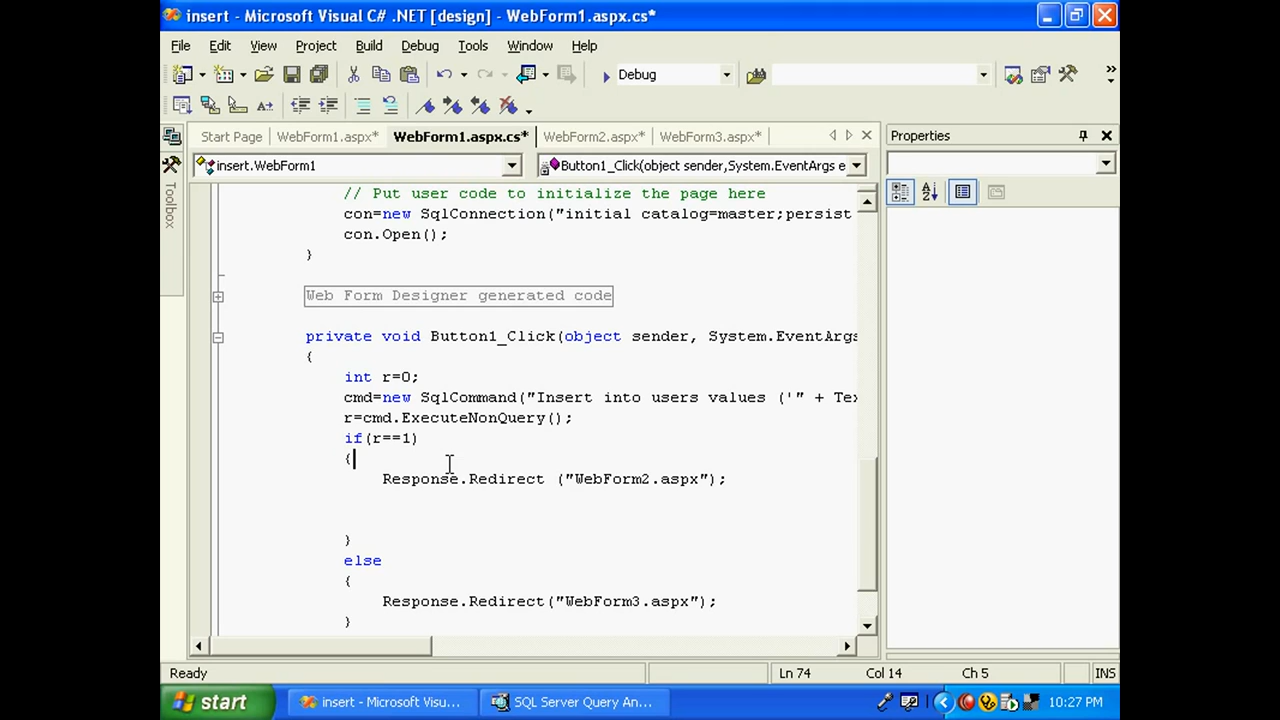 insert - Microsoft Visual C# .NET [design] - WebForm1.aspx.cs*
File Edit View Project Build Debug Tools Window Help
Debug
Start Page WebForm1.aspx* WebForm1.aspx.cs* WebForm2.aspx* WebForm3.aspx*
Properties
insert.WebForm1
Button1_Click(object sender,System.EventArgs e
Toolbox
// Put user code to initialize the page here
con=new SqlConnection("initial catalog=master;persist
con.Open();
}
Web Form Designer generated code
private void Button1_Click(object sender, System.EventArgs
{
int r=0;
cmd=new SqlCommand("Insert into users values ('" + Tex
r=cmd.ExecuteNonQuery();
if(r==1)
{
Response.Redirect ("WebForm2.aspx");
}
else
{
Response.Redirect("WebForm3.aspx");
}
Ready Ln 74 Col 14 Ch 5 INS
start insert - Microsoft Visu... SQL Server Query An... 10:27 PM